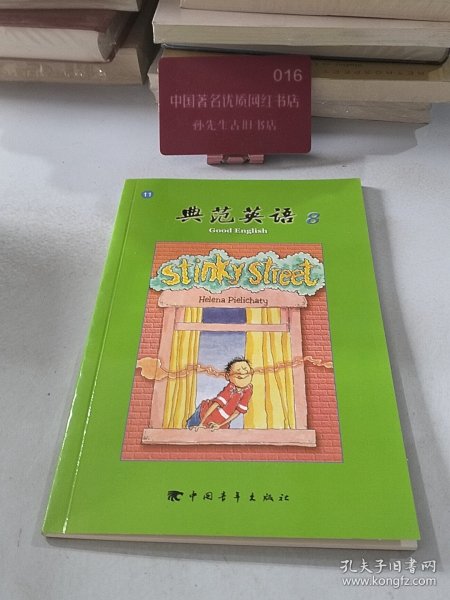 016
中国著名优质网红书店
孙先生古旧书店
11
典范英语 8
Good English
Stinky Street
Helena Pielichaty
中国青年出版社
孔夫子旧书网
www.kongfz.com